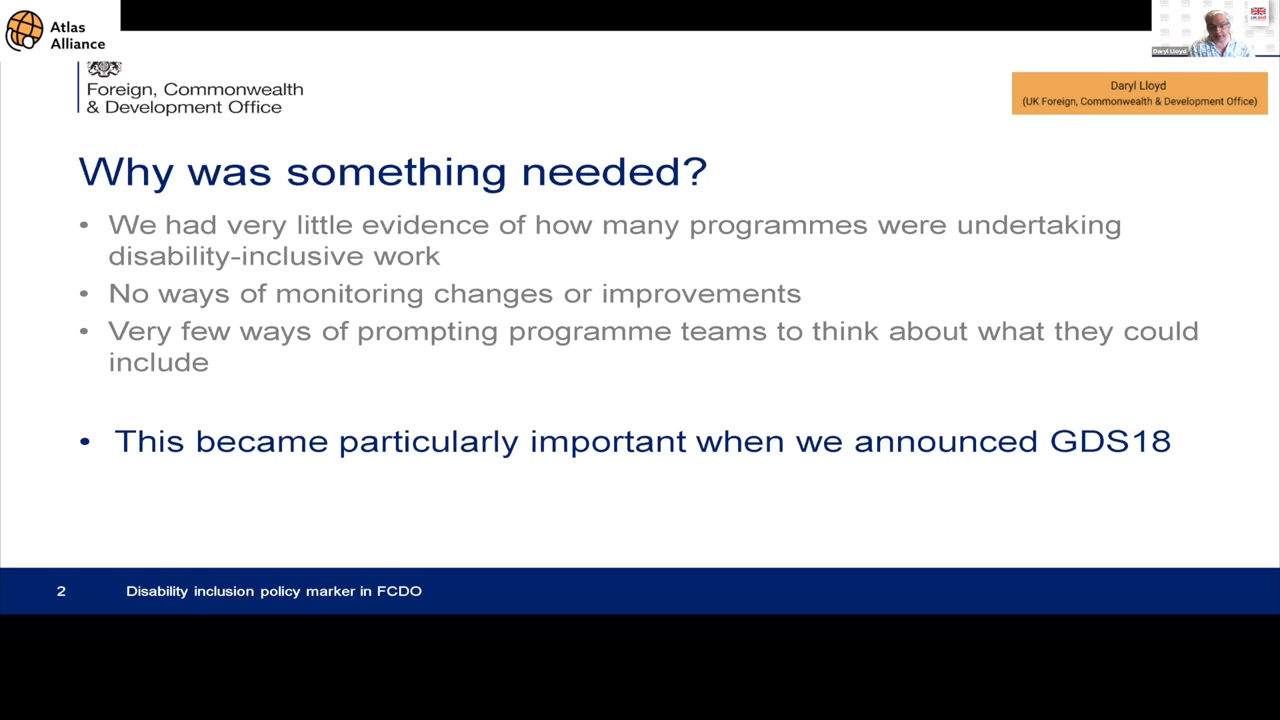 Atlas
Alliance
Daryl Lloyd
Foreign, Commonwealth
& Development Office
Daryl Lloyd
(UK Foreign, Commonwealth & Development Office)
Why was something needed?
• We had very little evidence of how many programmes were undertaking
disability-inclusive work
• No ways of monitoring changes or improvements
• Very few ways of prompting programme teams to think about what they could
include
• This became particularly important when we announced GDS18
2 Disability inclusion policy marker in FCDO